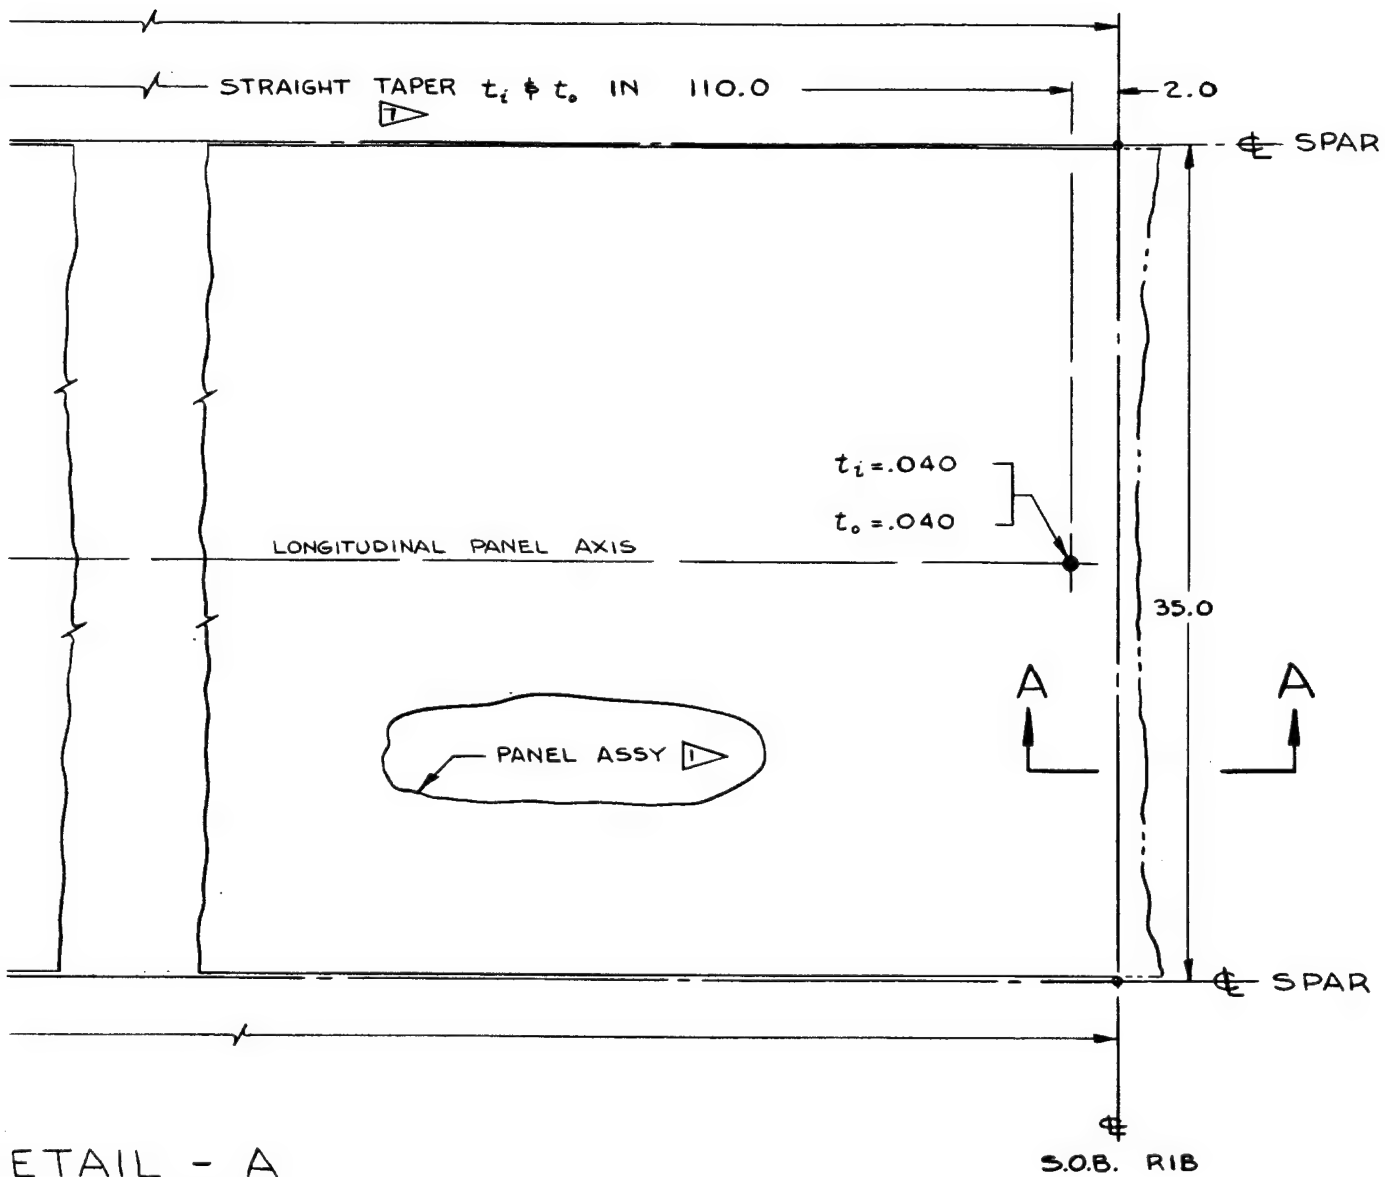 STRAIGHT TAPER tᵢ & tₒ IN 110.0
2.0
7
℄ SPAR
tᵢ = .040
tₒ = .040
LONGITUDINAL PANEL AXIS
35.0
A A
PANEL ASSY 1
℄ SPAR
℄
ETAIL - A
S.O.B. RIB